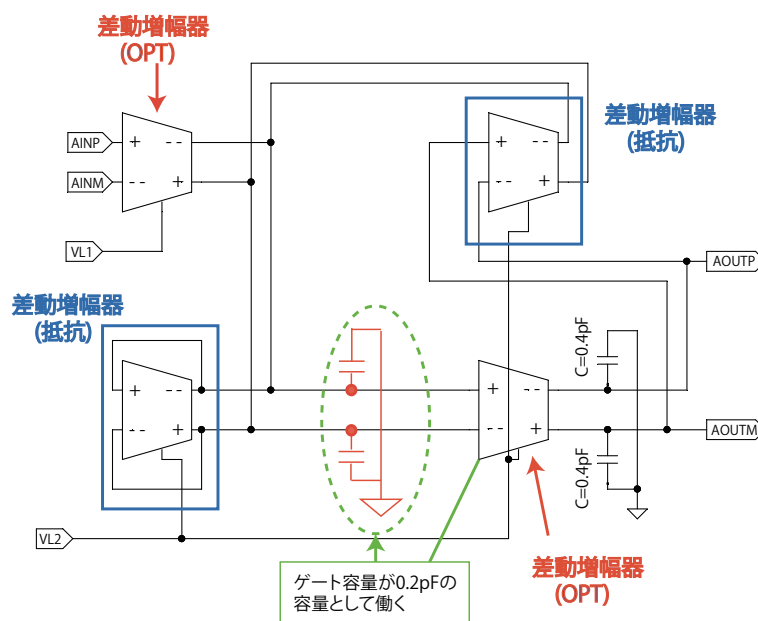 差動増幅器
(OPT)
AINP
+
--
AINM
--
+
VL1
+
--
--
+
差動増幅器
(抵抗)
AOUTP
差動増幅器
(抵抗)
+
--
--
+
+
--
--
+
C=0.4pF
C=0.4pF
AOUTM
VL2
ゲート容量が0.2pFの
容量として働く
差動増幅器
(OPT)